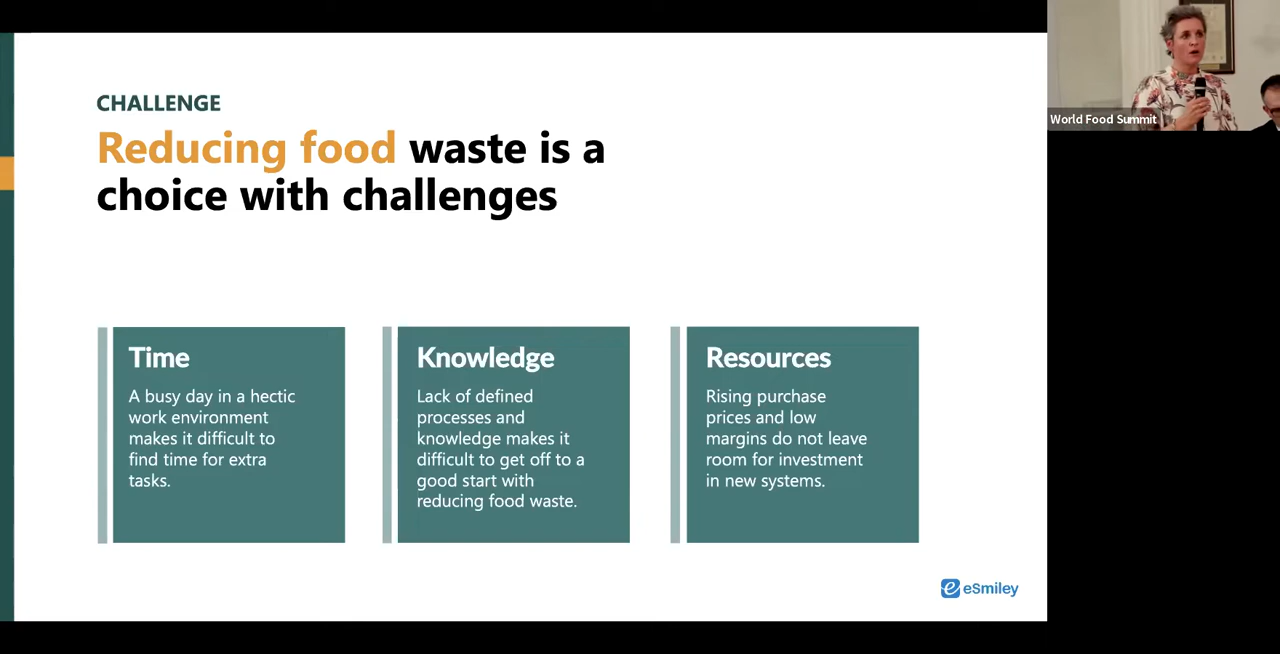 CHALLENGE
Reducing food waste is a
choice with challenges
Time
A busy day in a hectic
work environment
makes it difficult to
find time for extra
tasks.
Knowledge
Lack of defined
processes and
knowledge makes it
difficult to get off to a
good start with
reducing food waste.
Resources
Rising purchase
prices and low
margins do not leave
room for investment
in new systems.
eSmiley
World Food Summit